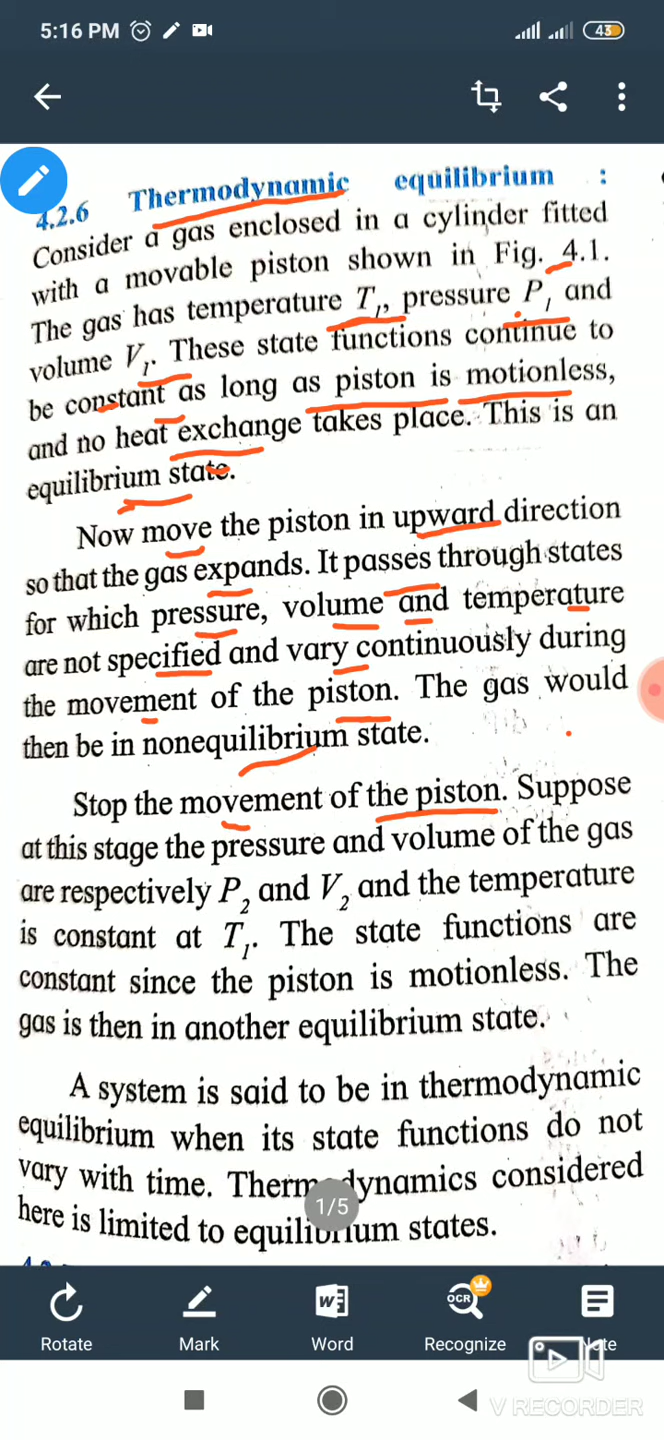 5:16 PM
43
4.2.6 Thermodynamic equilibrium :
Consider a gas enclosed in a cylinder fitted
with a movable piston shown in Fig. 4.1.
The gas has temperature T₁, pressure P₁ and
volume V₁. These state functions continue to
be constant as long as piston is motionless,
and no heat exchange takes place. This is an
equilibrium state.
Now move the piston in upward direction
so that the gas expands. It passes through states
for which pressure, volume and temperature
are not specified and vary continuously during
the movement of the piston. The gas would
then be in nonequilibrium state.
Stop the movement of the piston. Suppose
at this stage the pressure and volume of the gas
are respectively P₂ and V₂ and the temperature
is constant at T₁. The state functions are
constant since the piston is motionless. The
gas is then in another equilibrium state.
A system is said to be in thermodynamic
equilibrium when its state functions do not
vary with time. Thermodynamics considered
here is limited to equilibrium states.
1/5
W
OCR
Rotate Mark Word Recognize Note
V RECORDER